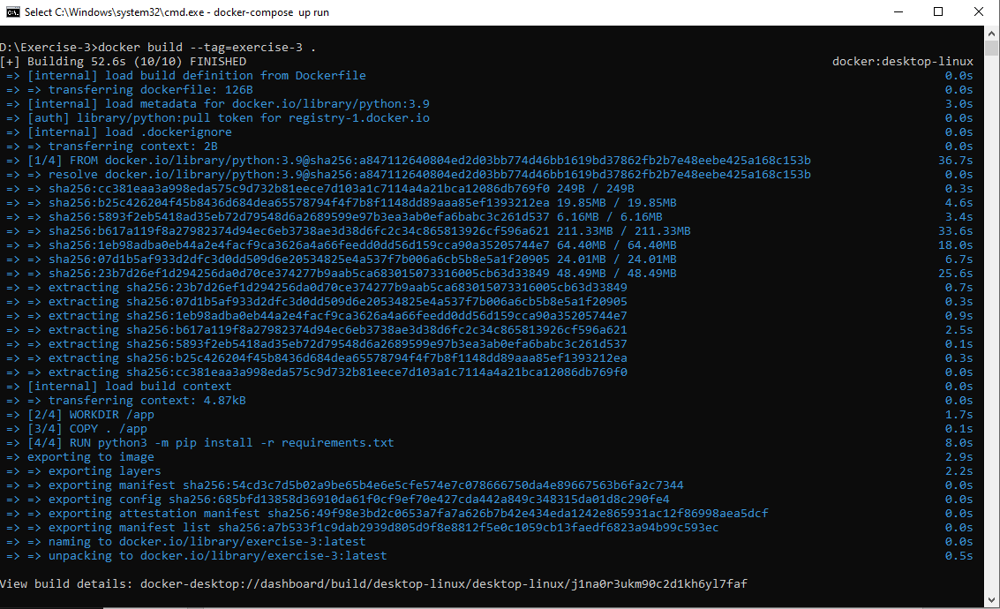 Select C:\Windows\system32\cmd.exe - docker-compose up run
D:\Exercise-3>docker build --tag=exercise-3 .
[+] Building 52.6s (10/10) FINISHED docker:desktop-linux
=> [internal] load build definition from Dockerfile 0.0s
=> => transferring dockerfile: 126B 0.0s
=> [internal] load metadata for docker.io/library/python:3.9 3.0s
=> [auth] library/python:pull token for registry-1.docker.io 0.0s
=> [internal] load .dockerignore 0.0s
=> => transferring context: 2B 0.0s
=> [1/4] FROM docker.io/library/python:3.9@sha256:a847112640804ed2d03bb774d46bb1619bd37862fb2b7e48eebe425a168c153b 36.7s
=> => resolve docker.io/library/python:3.9@sha256:a847112640804ed2d03bb774d46bb1619bd37862fb2b7e48eebe425a168c153b 0.0s
=> => sha256:cc381eaa3a998eda575c9d732b81eece7d103a1c7114a4a21bca12086db769f0 249B / 249B 0.3s
=> => sha256:b25c426204f45b8436d684dea65578794f4f7b8f1148dd89aaa85ef1393212ea 19.85MB / 19.85MB 4.6s
=> => sha256:5893f2eb5418ad35eb72d79548d6a2689599e97b3ea3ab0efa6babc3c261d537 6.16MB / 6.16MB 3.4s
=> => sha256:b617a119f8a27982374d94ec6eb3738ae3d38d6fc2c34c865813926cf596a621 211.33MB / 211.33MB 33.6s
=> => sha256:1eb98adba0eb44a2e4facf9ca3626a4a66feedd0dd56d159cca90a35205744e7 64.40MB / 64.40MB 18.0s
=> => sha256:07d1b5af933d2dfc3d0dd509d6e20534825e4a537f7b006a6cb5b8e5a1f20905 24.01MB / 24.01MB 6.7s
=> => sha256:23b7d26ef1d294256da0d70ce374277b9aab5ca683015073316005cb63d33849 48.49MB / 48.49MB 25.6s
=> => extracting sha256:23b7d26ef1d294256da0d70ce374277b9aab5ca683015073316005cb63d33849 0.7s
=> => extracting sha256:07d1b5af933d2dfc3d0dd509d6e20534825e4a537f7b006a6cb5b8e5a1f20905 0.3s
=> => extracting sha256:1eb98adba0eb44a2e4facf9ca3626a4a66feedd0dd56d159cca90a35205744e7 0.9s
=> => extracting sha256:b617a119f8a27982374d94ec6eb3738ae3d38d6fc2c34c865813926cf596a621 2.5s
=> => extracting sha256:5893f2eb5418ad35eb72d79548d6a2689599e97b3ea3ab0efa6babc3c261d537 0.1s
=> => extracting sha256:b25c426204f45b8436d684dea65578794f4f7b8f1148dd89aaa85ef1393212ea 0.3s
=> => extracting sha256:cc381eaa3a998eda575c9d732b81eece7d103a1c7114a4a21bca12086db769f0 0.0s
=> [internal] load build context 0.0s
=> => transferring context: 4.87kB 0.0s
=> [2/4] WORKDIR /app 1.7s
=> [3/4] COPY . /app 0.1s
=> [4/4] RUN python3 -m pip install -r requirements.txt 8.0s
=> exporting to image 2.9s
=> => exporting layers 2.2s
=> => exporting manifest sha256:54cd3c7d5b02a9be65b4e6e5cfe574e7c078666750da4e89667563b6fa2c7344 0.0s
=> => exporting config sha256:685bfd13858d36910da61f0cf9ef70e427cda442a849c348315da01d8c290fe4 0.0s
=> => exporting attestation manifest sha256:49f98e3bd2c0653a7fa7a626b7b42e434eda1242e865931ac12f86998aea5dcf 0.0s
=> => exporting manifest list sha256:a7b533f1c9dab2939d805d9f8e8812f5e0c1059cb13faedf6823a94b99c593ec 0.0s
=> => naming to docker.io/library/exercise-3:latest 0.0s
=> => unpacking to docker.io/library/exercise-3:latest 0.5s
View build details: docker-desktop://dashboard/build/desktop-linux/desktop-linux/j1na0r3ukm90c2d1kh6yl7faf